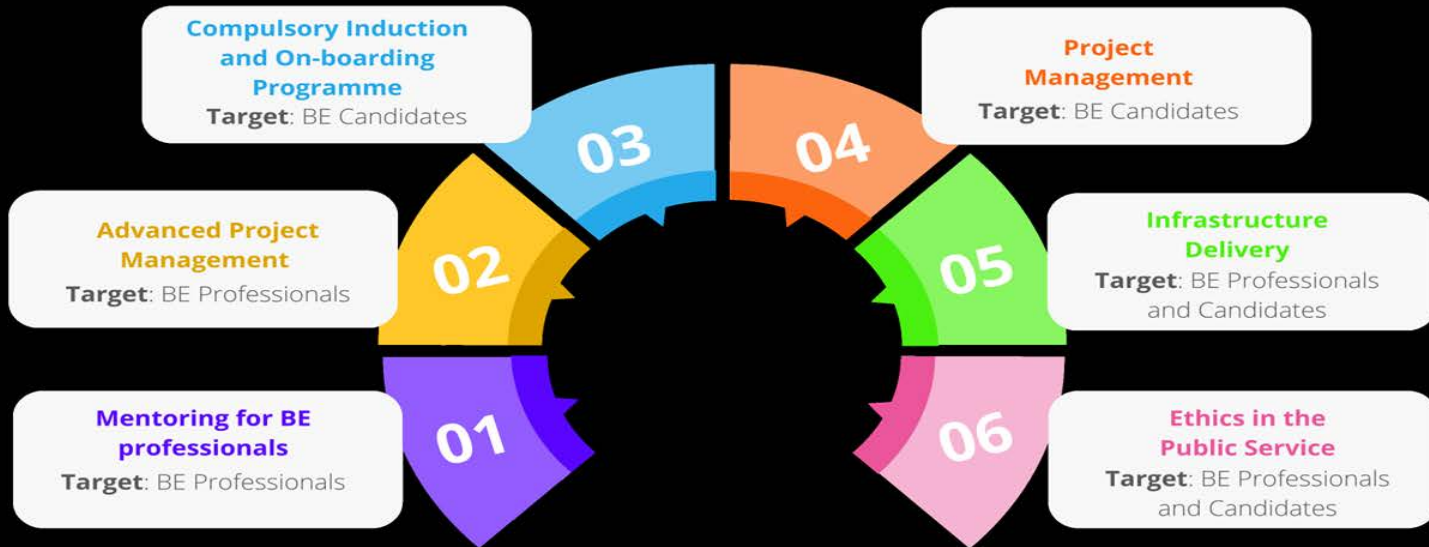 Compulsory Induction
and On-boarding
Programme
Target: BE Candidates
03
04
Project
Management
Target: BE Candidates
Advanced Project
Management
Target: BE Professionals
02
05
Infrastructure
Delivery
Target: BE Professionals
and Candidates
Mentoring for BE
professionals
Target: BE Professionals
01
06
Ethics in the
Public Service
Target: BE Professionals
and Candidates